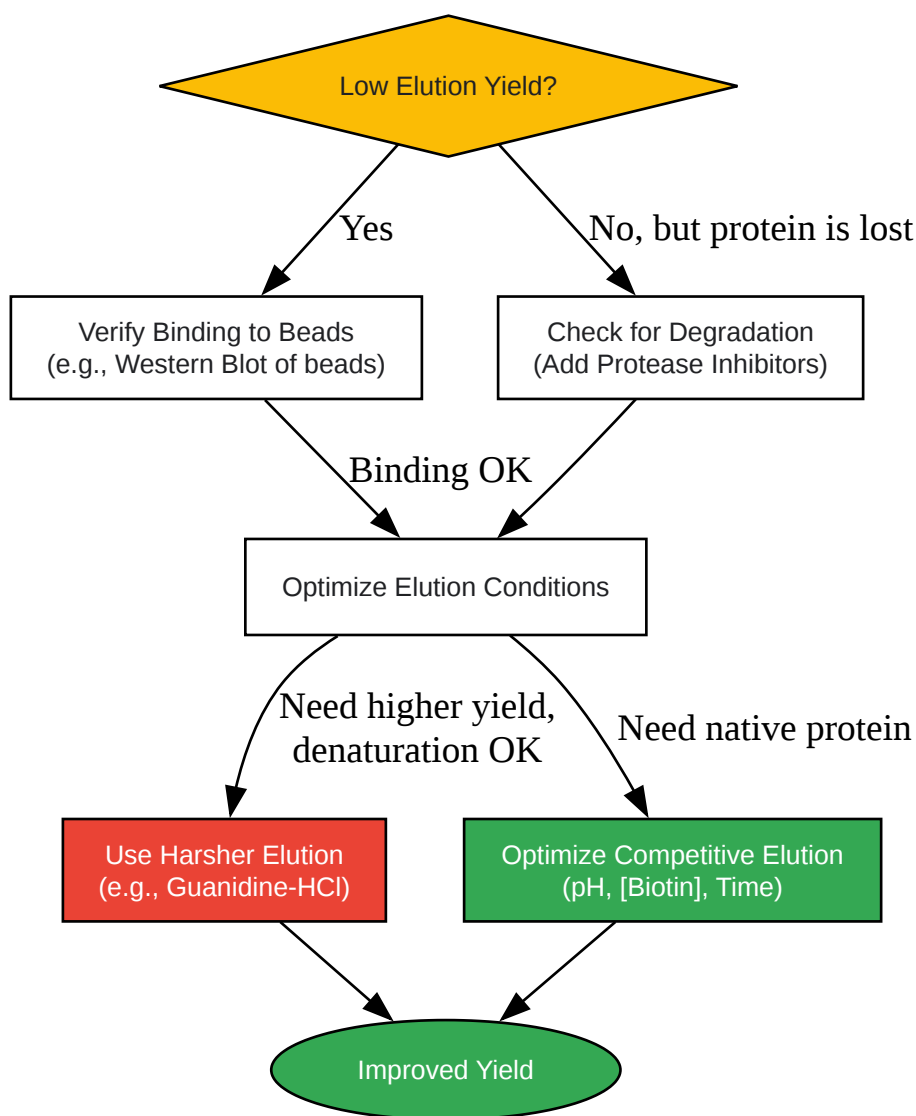 Low Elution Yield?
Yes
No, but protein is lost
Verify Binding to Beads
(e.g., Western Blot of beads)
Check for Degradation
(Add Protease Inhibitors)
Binding OK
Optimize Elution Conditions
Need higher yield,
denaturation OK
Need native protein
Use Harsher Elution
(e.g., Guanidine-HCl)
Optimize Competitive Elution
(pH, [Biotin], Time)
Improved Yield